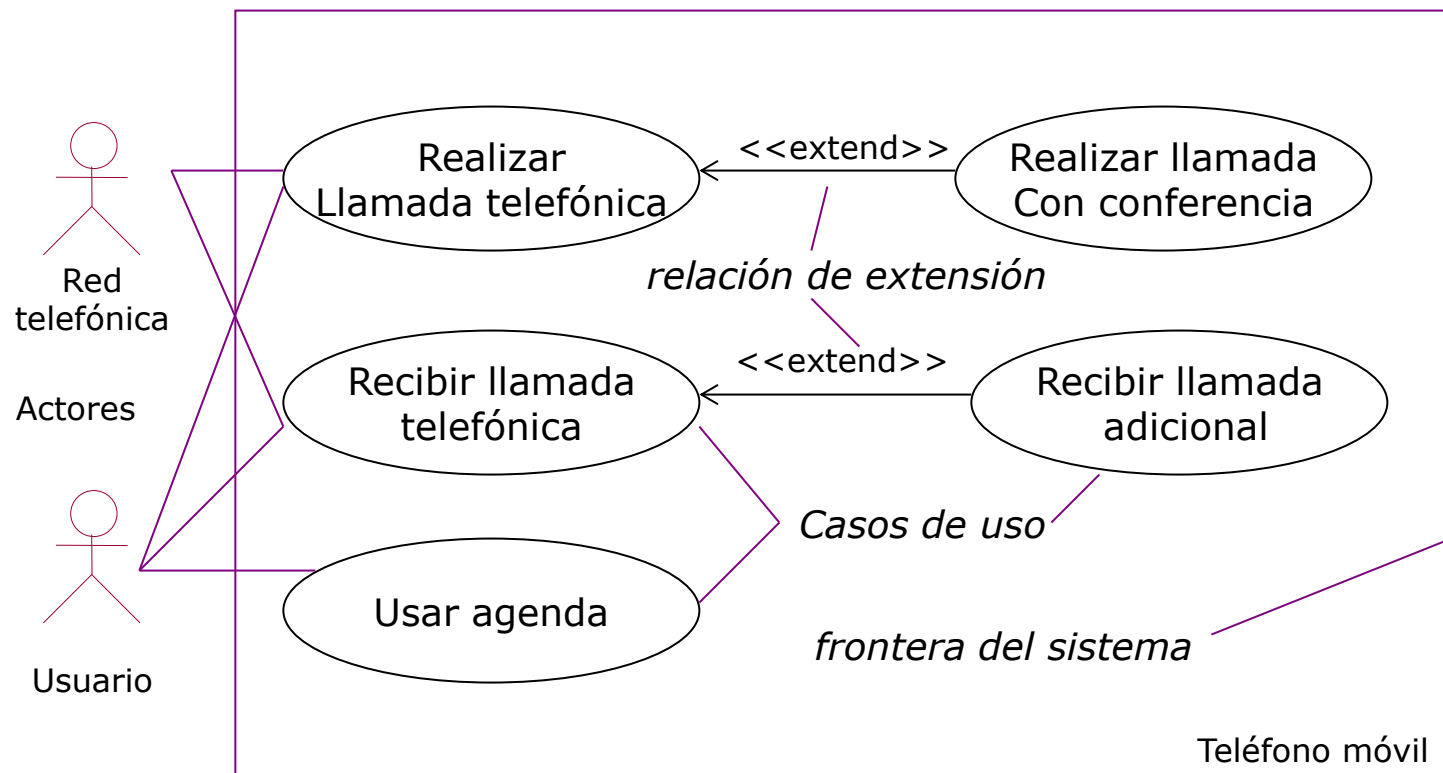 Realizar
Llamada telefónica
<<extend>>
Realizar llamada
Con conferencia
Red
telefónica
relación de extensión
Actores
Recibir llamada
telefónica
<<extend>>
Recibir llamada
adicional
Casos de uso
Usuario
Usar agenda
frontera del sistema
Teléfono móvil